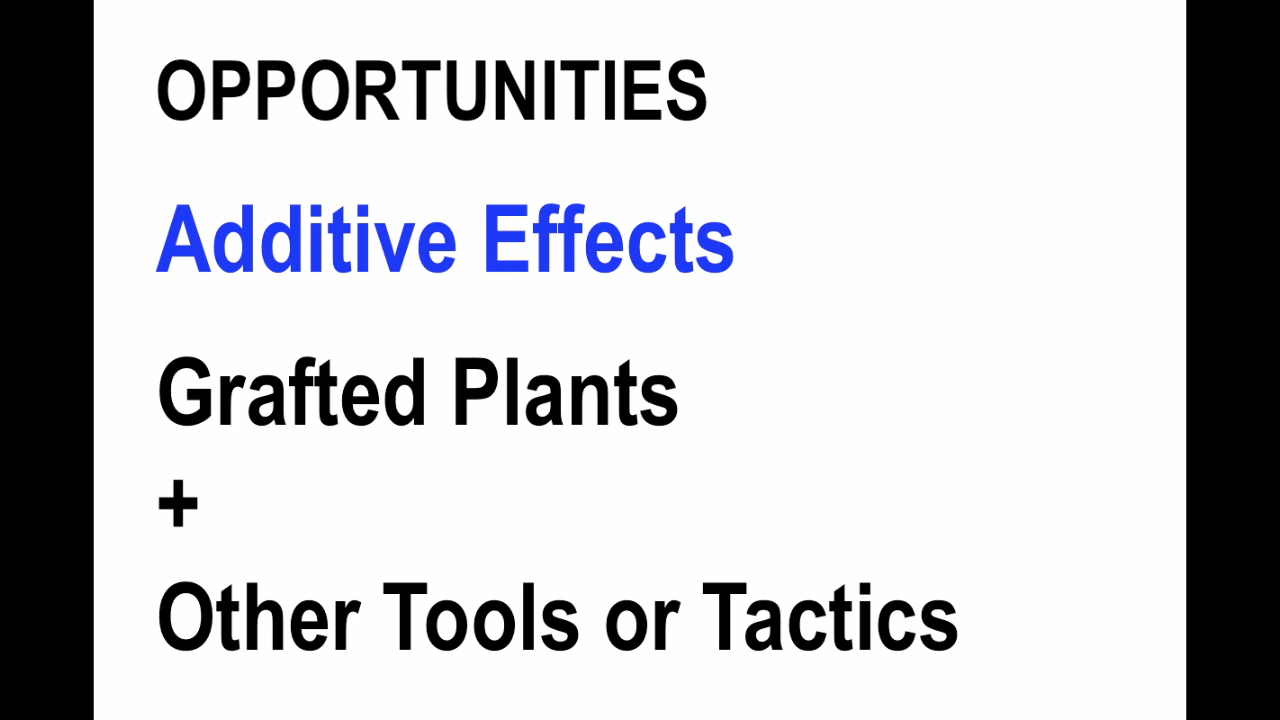 OPPORTUNITIES
Additive Effects
Grafted Plants
+
Other Tools or Tactics